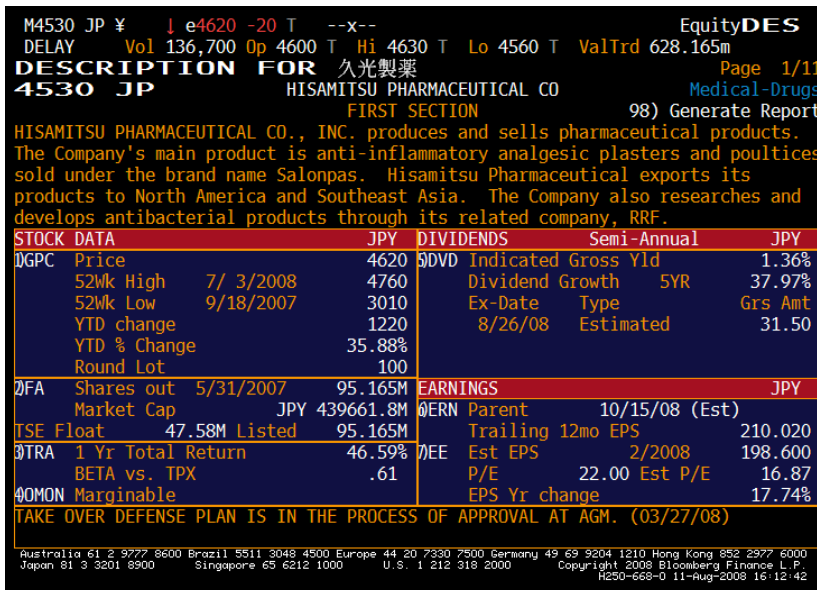 M4530 JP ¥ ↓ e4620 -20 T --x-- EquityDES
DELAY Vol 136,700 Op 4600 T Hi 4630 T Lo 4560 T ValTrd 628.165m
DESCRIPTION FOR 久光製薬 Page 1/11
4530 JP HISAMITSU PHARMACEUTICAL CO Medical-Drugs
FIRST SECTION 98) Generate Report
HISAMITSU PHARMACEUTICAL CO., INC. produces and sells pharmaceutical products.
The Company's main product is anti-inflammatory analgesic plasters and poultices
sold under the brand name Salonpas. Hisamitsu Pharmaceutical exports its
products to North America and Southeast Asia. The Company also researches and
develops antibacterial products through its related company, RRF.
STOCK DATA JPY DIVIDENDS Semi-Annual JPY
1)GPC Price 4620 5)DVD Indicated Gross Yld 1.36%
52Wk High 7/ 3/2008 4760 Dividend Growth 5YR 37.97%
52Wk Low 9/18/2007 3010 Ex-Date Type Grs Amt
YTD change 1220 8/26/08 Estimated 31.50
YTD % Change 35.88%
Round Lot 100
2)FA Shares out 5/31/2007 95.165M EARNINGS JPY
Market Cap JPY 439661.8M 6)ERN Parent 10/15/08 (Est)
TSE Float 47.58M Listed 95.165M Trailing 12mo EPS 210.020
3)TRA 1 Yr Total Return 46.59% 7)EE Est EPS 2/2008 198.600
BETA vs. TPX .61 P/E 22.00 Est P/E 16.87
4)OMON Marginable EPS Yr change 17.74%
TAKE OVER DEFENSE PLAN IS IN THE PROCESS OF APPROVAL AT AGM. (03/27/08)
Australia 61 2 9777 8600 Brazil 5511 3048 4500 Europe 44 20 7330 7500 Germany 49 69 9204 1210 Hong Kong 852 2977 6000
Japan 81 3 3201 8900 Singapore 65 6212 1000 U.S. 1 212 318 2000 Copyright 2008 Bloomberg Finance L.P.
H250-668-0 11-Aug-2008 16:12:42